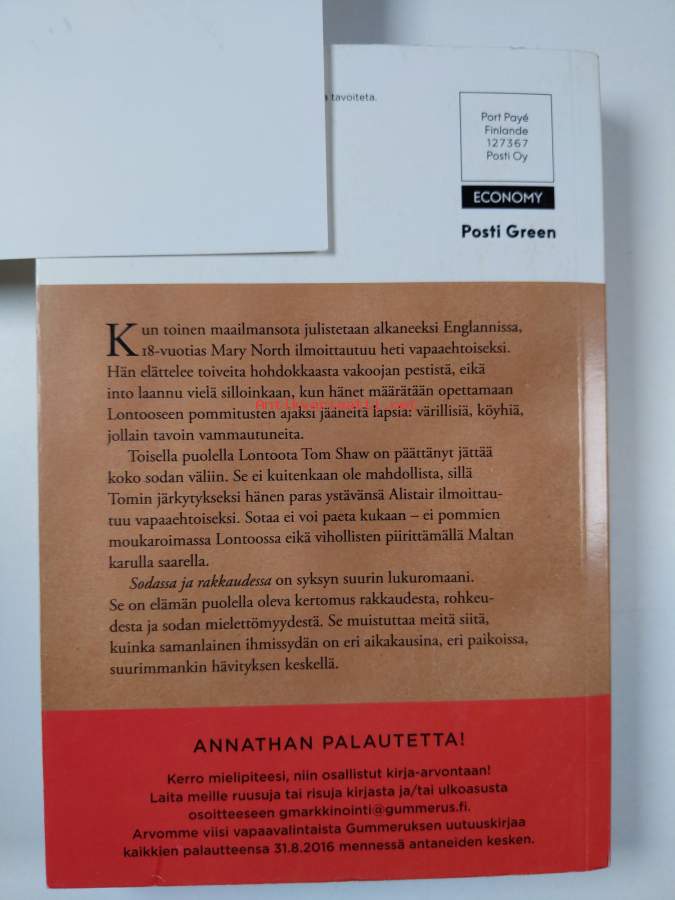 tavoiteta.
Port Payé
Finlande
127367
Posti Oy
ECONOMY
Posti Green
Kun toinen maailmansota julistetaan alkaneeksi Englannissa,
18-vuotias Mary North ilmoittautuu heti vapaaehtoiseksi.
Hän elättelee toiveita hohdokkaasta vakoojan pestistä, eikä
into laannu vielä silloinkaan, kun hänet määrätään opettamaan
Lontooseen pommitusten ajaksi jääneitä lapsia: värillisiä, köyhiä,
jollain tavoin vammautuneita.
Toisella puolella Lontoota Tom Shaw on päättänyt jättää
koko sodan väliin. Se ei kuitenkaan ole mahdollista, sillä
Tomin järkytykseksi hänen paras ystävänsä Alistair ilmoittau-
tuu vapaaehtoiseksi. Sotaa ei voi paeta kukaan – ei pommien
moukaroimassa Lontoossa eikä vihollisten piirittämällä Maltan
karulla saarella.
Sodassa ja rakkaudessa on syksyn suurin lukuromaani.
Se on elämän puolella oleva kertomus rakkaudesta, rohkeu-
desta ja sodan mielettömyydestä. Se muistuttaa meitä siitä,
kuinka samanlainen ihmissydän on eri aikakausina, eri paikoissa,
suurimmankin hävityksen keskellä.
ANNATHAN PALAUTETTA!
Kerro mielipiteesi, niin osallistut kirja-arvontaan!
Laita meille ruusuja tai risuja kirjasta ja/tai ulkoasusta
osoitteeseen gmarkkinointi@gummerus.fi.
Arvomme viisi vapaavalintaista Gummeruksen uutuuskirjaa
kaikkien palautteensa 31.8.2016 mennessä antaneiden kesken.